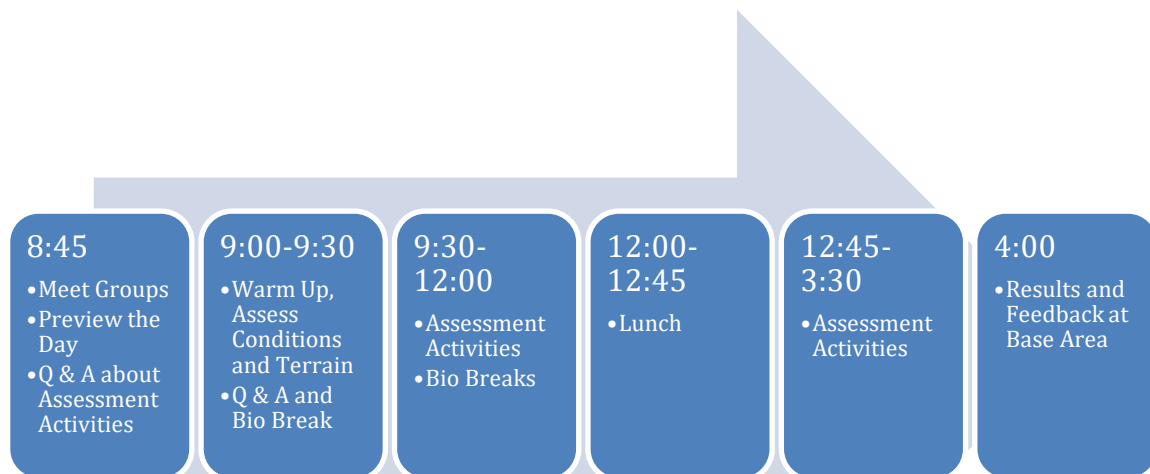 8:45
•Meet Groups
•Preview the
Day
•Q & A about
Assessment
Activities
9:00-9:30
•Warm Up,
Assess
Conditions
and Terrain
•Q & A and
Bio Break
9:30-
12:00
•Assessment
Activities
•Bio Breaks
12:00-
12:45
•Lunch
12:45-
3:30
•Assessment
Activities
4:00
•Results and
Feedback at
Base Area